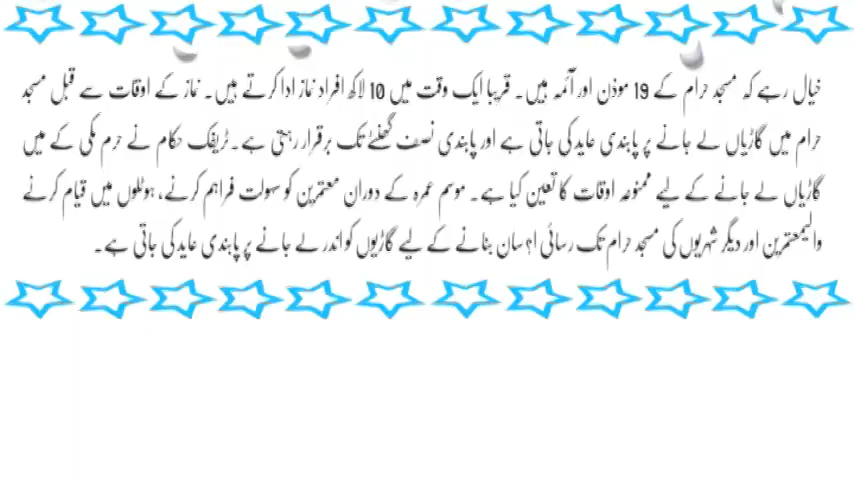 خیال رہے کہ مسجد حرام کے 19 موذن اور آئمہ ہیں۔ قریبا ایک وقت میں 10 لاکھ افراد نماز ادا کرتے ہیں۔ نماز کے اوقات سے قبل مسجد
حرام میں گاڑیاں لے جانے پر پابندی عاید کی جاتی ہے اور پابندی نصف گھنٹے تک برقرار رہتی ہے۔ٹریفک حکام نے حرم مکی کے میں
گاڑیاں لے جانے کے لیے ممنوعہ اوقات کا تعین کیا ہے۔ موسم عمرہ کے دوران معتمرین کو سہولت فراہم کرنے، ہوٹلوں میں قیام کرنے
والیمعتمرین اور دیگر شہریوں کی مسجد حرام تک رسائی ا?سان بنانے کے لیے گاڑیوں کو اندر لے جانے پر پابندی عاید کی جاتی ہے۔